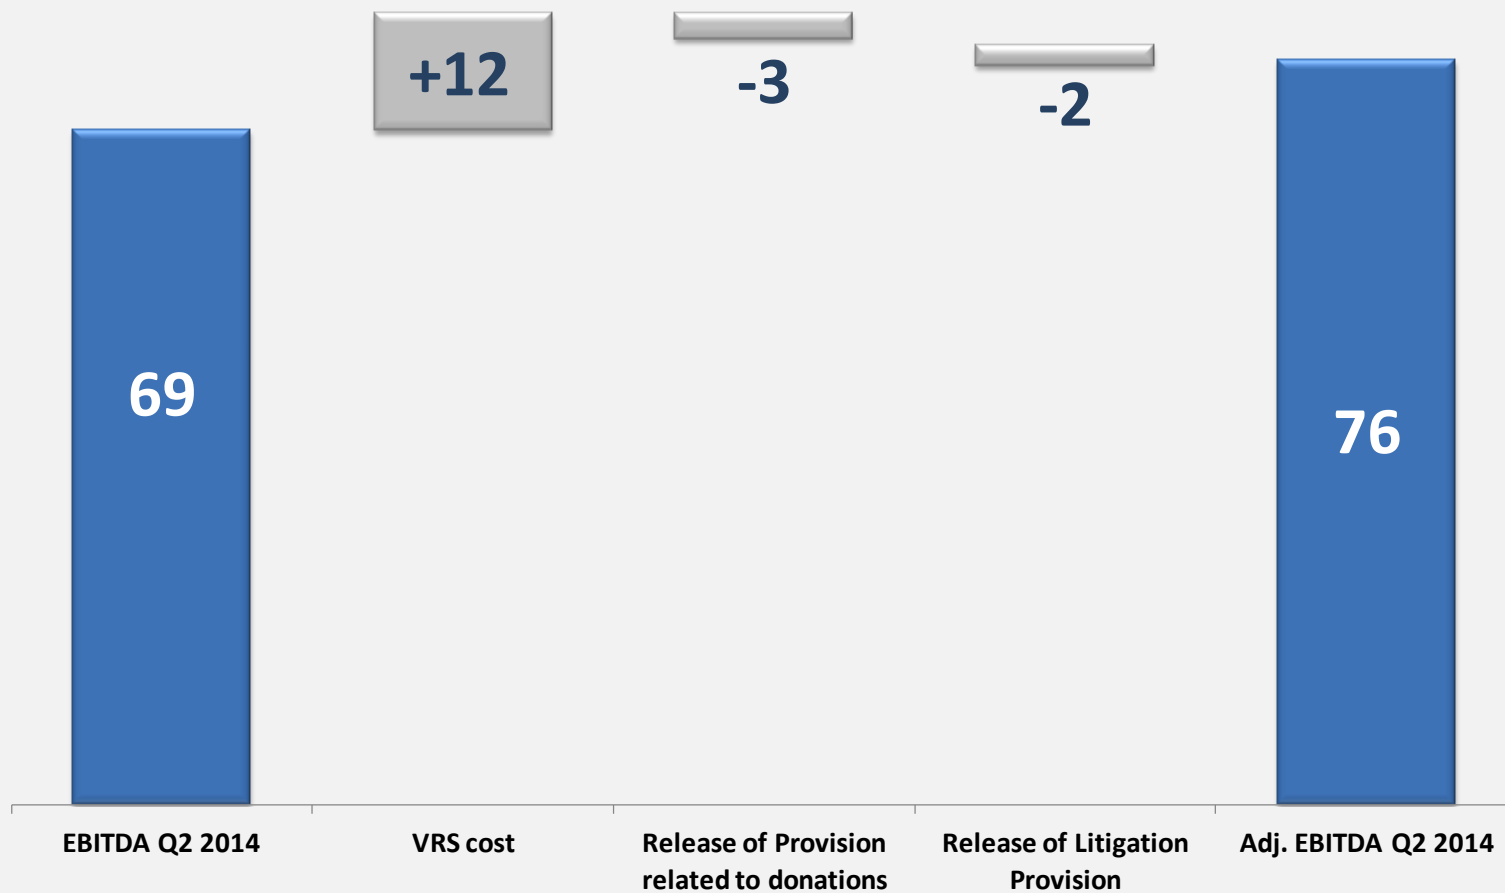 +12
-3
-2
69
76
EBITDA Q2 2014
VRS cost
Release of Provision
related to donations
Release of Litigation
Provision
Adj. EBITDA Q2 2014